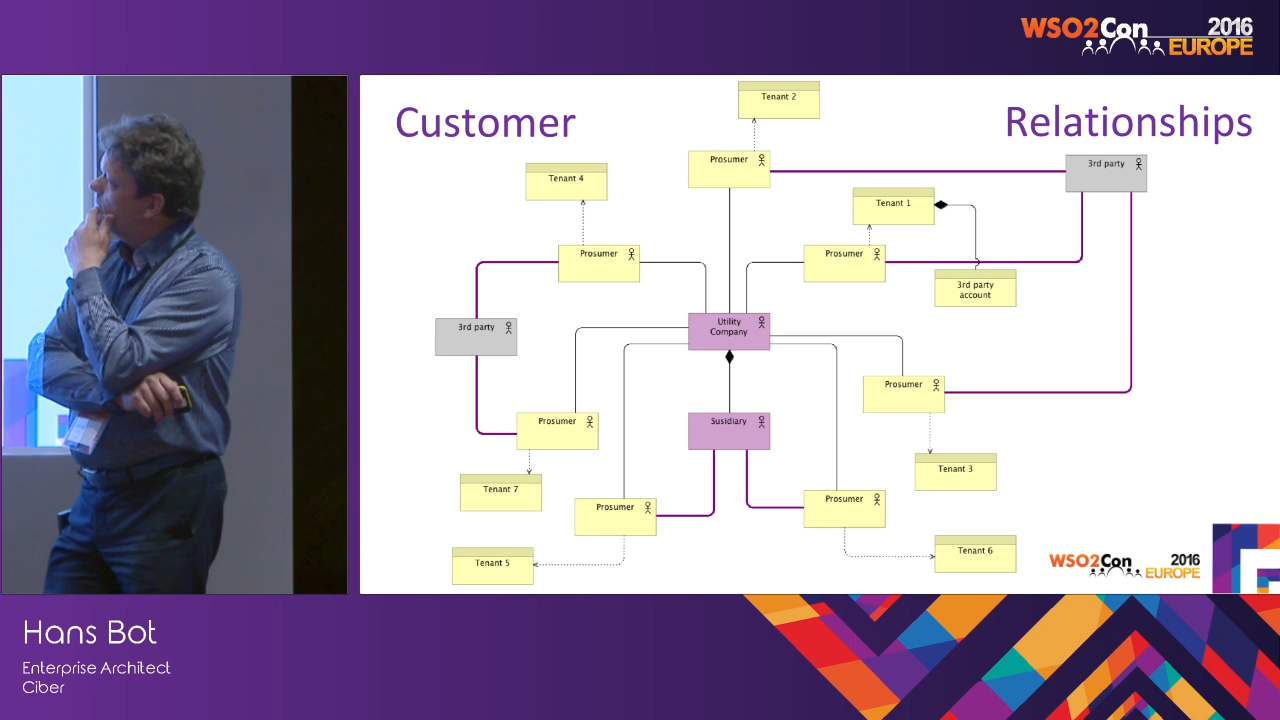 WSO2Con 2016
EUROPE
Customer
Relationships
Tenant 2
Prosumer
3rd party
Tenant 4
Tenant 1
Prosumer
Prosumer
3rd party
account
3rd party
Utility
Company
Prosumer
Prosumer
Susidiary
Tenant 3
Tenant 7
Prosumer
Prosumer
Tenant 5
Tenant 6
WSO2Con 2016
EUROPE
Hans Bot
Enterprise Architect
Ciber